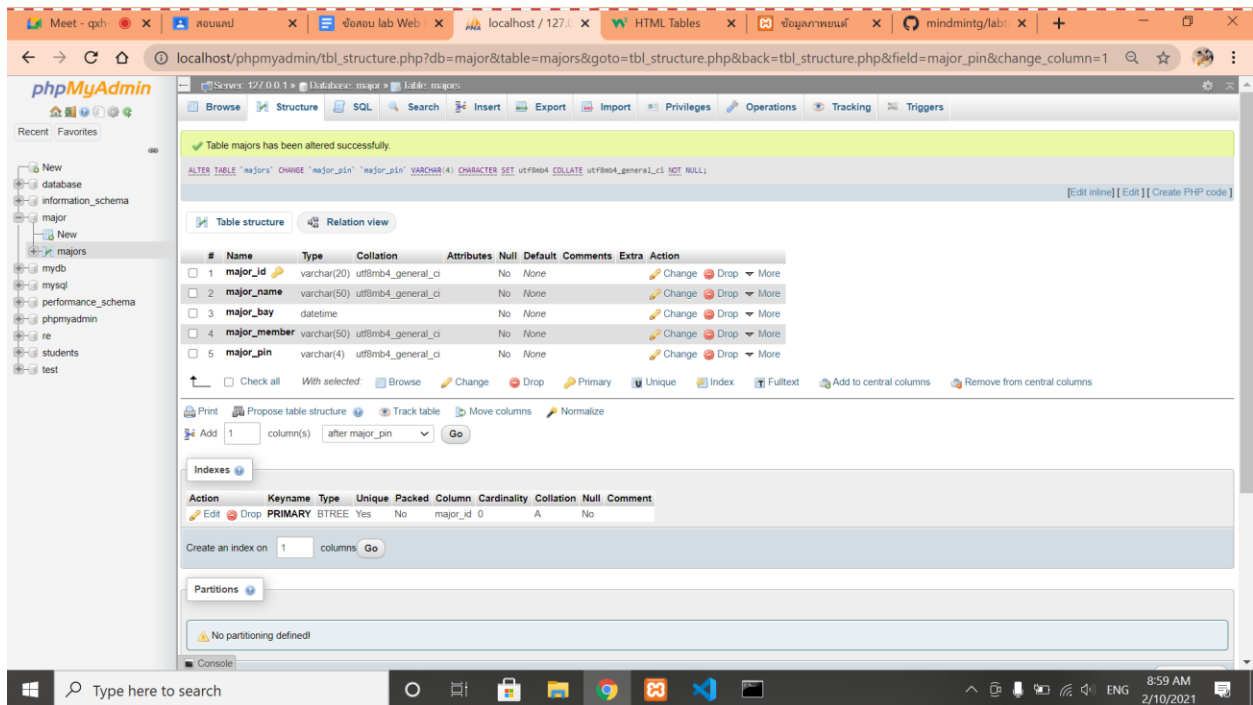 Meet - qxh-
สอบแลป
ข้อสอบ lab Web
localhost / 127.0
HTML Tables
ข้อมูลภาพยนตร์
mindmintg/labt
localhost/phpmyadmin/tbl_structure.php?db=major&table=majors&goto=tbl_structure.php&back=tbl_structure.php&field=major_pin&change_column=1
phpMyAdmin
Recent Favorites
New
database
information_schema
major
New
majors
mydb
mysql
performance_schema
phpmyadmin
re
students
test
Server: 127.0.0.1 » Database: major » Table: majors
Browse Structure SQL Search Insert Export Import Privileges Operations Tracking Triggers
Table majors has been altered successfully.
ALTER TABLE `majors` CHANGE `major_pin` `major_pin` VARCHAR(4) CHARACTER SET utf8mb4 COLLATE utf8mb4_general_ci NOT NULL;
[Edit inline] [ Edit ] [ Create PHP code ]
Table structure Relation view
# Name Type Collation Attributes Null Default Comments Extra Action
1 major_id varchar(20) utf8mb4_general_ci No None Change Drop More
2 major_name varchar(50) utf8mb4_general_ci No None Change Drop More
3 major_bay datetime No None Change Drop More
4 major_member varchar(50) utf8mb4_general_ci No None Change Drop More
5 major_pin varchar(4) utf8mb4_general_ci No None Change Drop More
Check all With selected: Browse Change Drop Primary Unique Index Fulltext Add to central columns Remove from central columns
Print Propose table structure Track table Move columns Normalize
Add 1 column(s) after major_pin Go
Indexes
Action Keyname Type Unique Packed Column Cardinality Collation Null Comment
Edit Drop PRIMARY BTREE Yes No major_id 0 A No
Create an index on 1 columns Go
Partitions
No partitioning defined!
Console
Type here to search
ENG
8:59 AM
2/10/2021